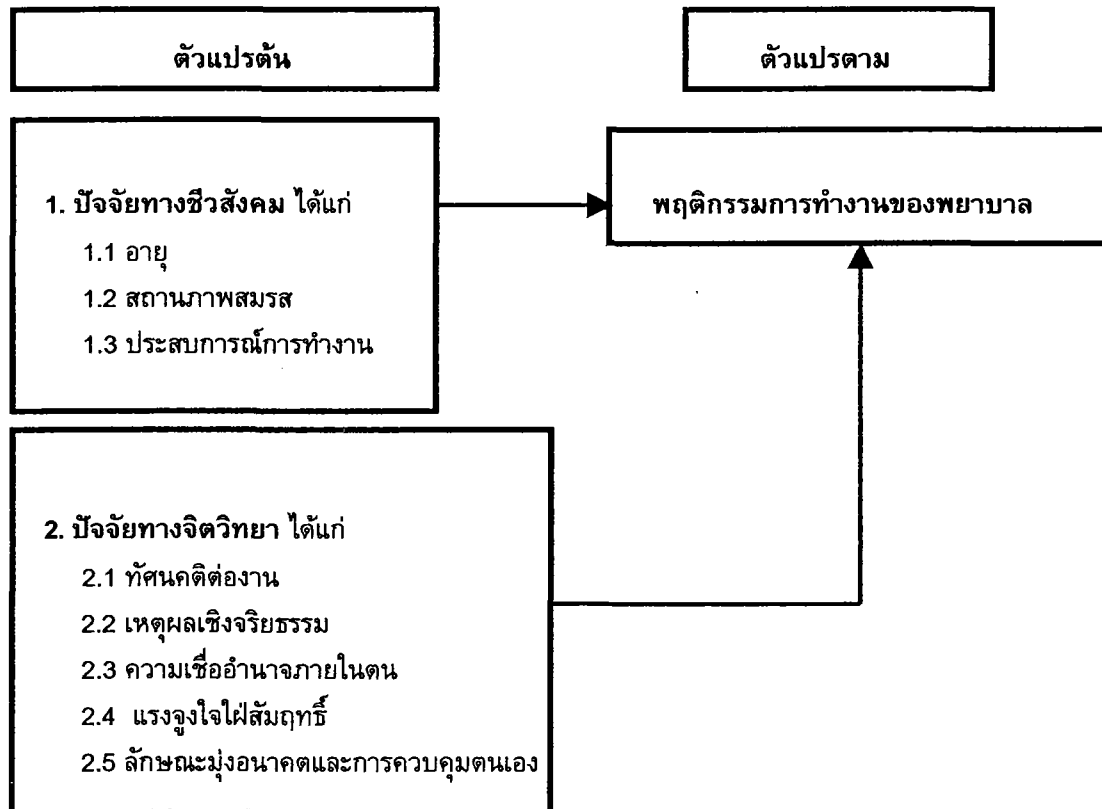 ตัวแปรต้น
ตัวแปรตาม
1. ปัจจัยทางชีวสังคม ได้แก่
1.1 อายุ
1.2 สถานภาพสมรส
1.3 ประสบการณ์การทำงาน
พฤติกรรมการทำงานของพยาบาล
2. ปัจจัยทางจิตวิทยา ได้แก่
2.1 ทัศนคติต่องาน
2.2 เหตุผลเชิงจริยธรรม
2.3 ความเชื่ออำนาจภายในตน
2.4 แรงจูงใจใฝ่สัมฤทธิ์
2.5 ลักษณะมุ่งอนาคตและการควบคุมตนเอง